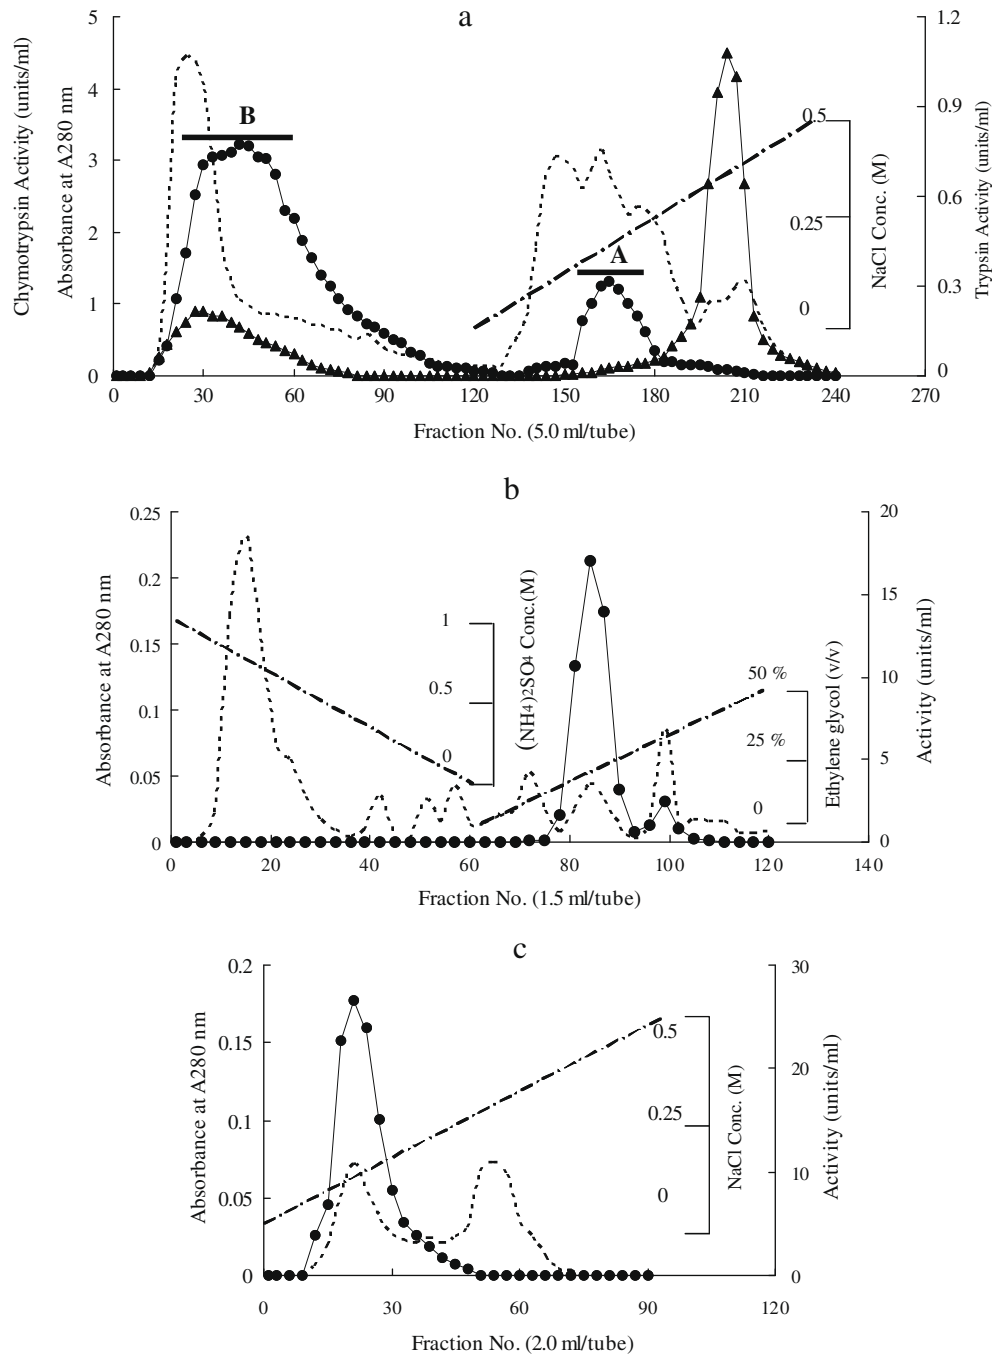 a
Chymotrypsin Activity (units/ml)
Absorbance at A280 nm
5
4
3
2
1
0
B
A
0.5
0.25
0
NaCl Conc. (M)
1.2
0.9
0.6
0.3
0
Trypsin Activity (units/ml)
0 30 60 90 120 150 180 210 240 270
Fraction No. (5.0 ml/tube)
b
Absorbance at A280 nm
0.25
0.2
0.15
0.1
0.05
0
1
0.5
0
(NH4)2SO4 Conc.(M)
50 %
25 %
0
Ethylene glycol (v/v)
20
15
10
5
0
Activity (units/ml)
0 20 40 60 80 100 120 140
Fraction No. (1.5 ml/tube)
c
Absorbance at A280 nm
0.2
0.15
0.1
0.05
0
0.5
0.25
0
NaCl Conc. (M)
30
20
10
0
Activity (units/ml)
0 30 60 90 120
Fraction No. (2.0 ml/tube)